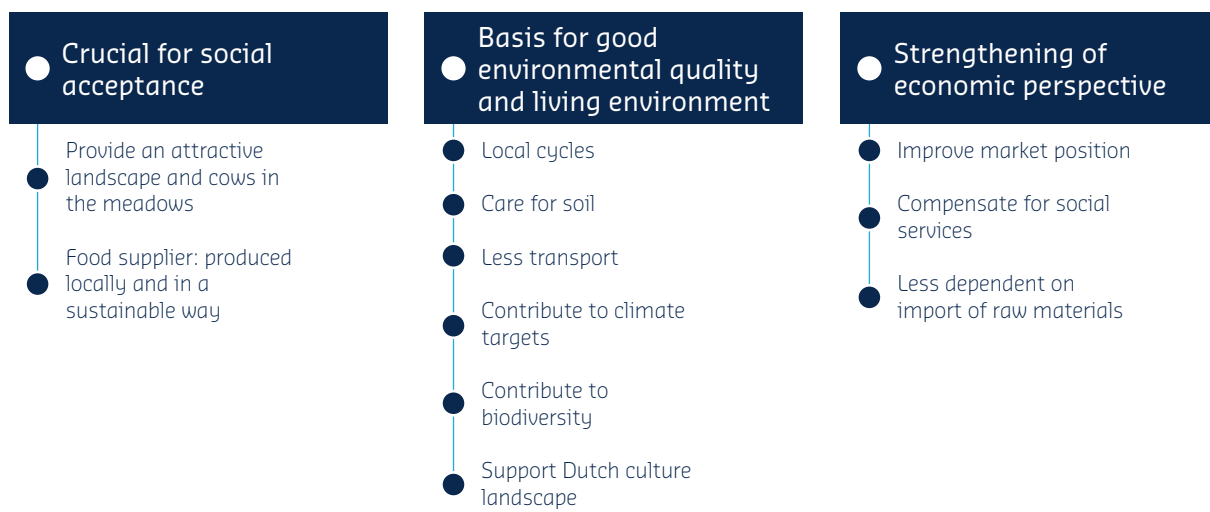 Crucial for social
acceptance
Provide an attractive
landscape and cows in
the meadows
Food supplier: produced
locally and in a
sustainable way
Basis for good
environmental quality
and living environment
Local cycles
Care for soil
Less transport
Contribute to climate
targets
Contribute to
biodiversity
Support Dutch culture
landscape
Strengthening of
economic perspective
Improve market position
Compensate for social
services
Less dependent on
import of raw materials